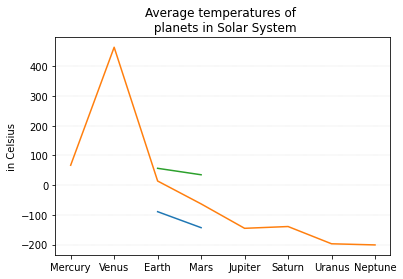 Average temperatures of
planets in Solar System
in Celsius
400
300
200
100
0
−100
−200
Mercury Venus Earth Mars Jupiter Saturn Uranus Neptune